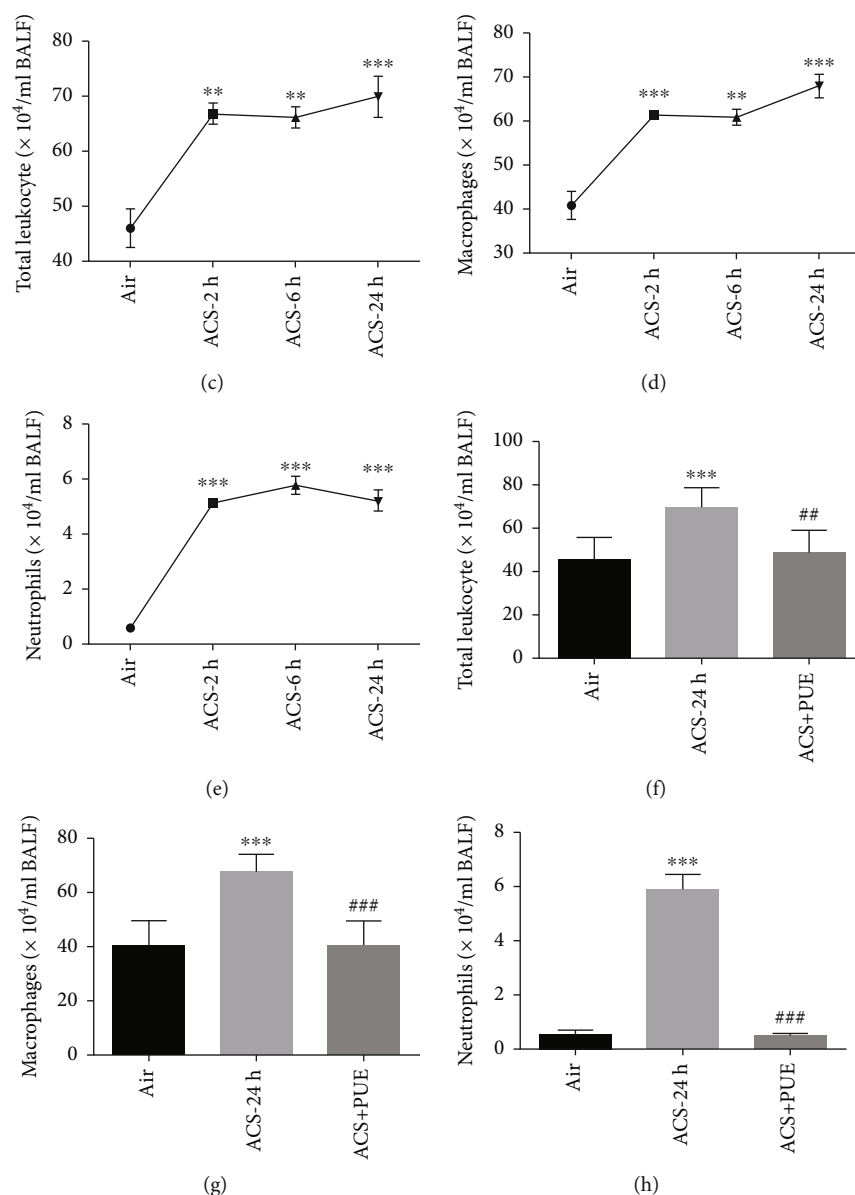 Total leukocyte (× 10⁴/ml BALF)
80
70
60
50
40
**
**
***
Air
ACS-2 h
ACS-6 h
ACS-24 h
(c)
Macrophages (× 10⁴/ml BALF)
80
70
60
50
40
30
***
**
***
Air
ACS-2 h
ACS-6 h
ACS-24 h
(d)
Neutrophils (× 10⁴/ml BALF)
8
6
4
2
0
***
***
***
Air
ACS-2 h
ACS-6 h
ACS-24 h
(e)
Total leukocyte (× 10⁴/ml BALF)
100
80
60
40
20
0
***
##
Air
ACS-24 h
ACS+PUE
(f)
Macrophages (× 10⁴/ml BALF)
80
60
40
20
0
***
###
Air
ACS-24 h
ACS+PUE
(g)
Neutrophils (× 10⁴/ml BALF)
8
6
4
2
0
***
###
Air
ACS-24 h
ACS+PUE
(h)